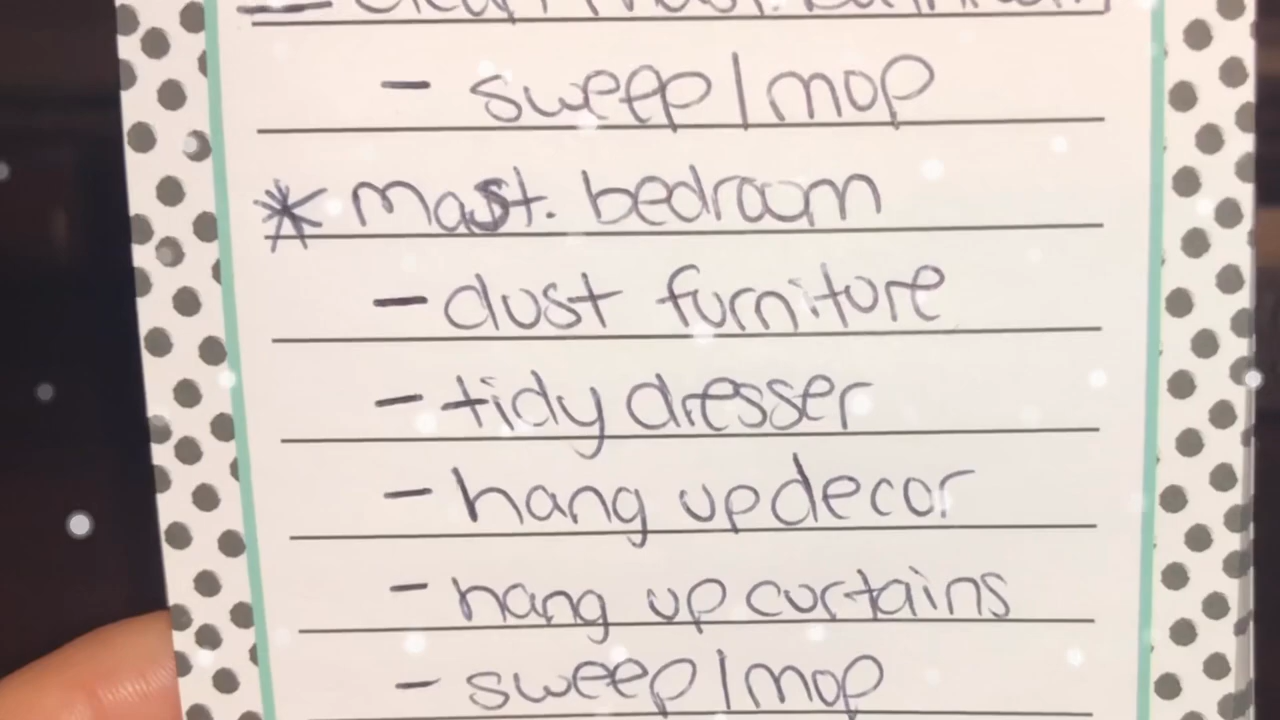 - sweep/mop
* mast. bedroom
- dust furniture
- tidy dresser
- hang up decor
- hang up curtains
- sweep/mop